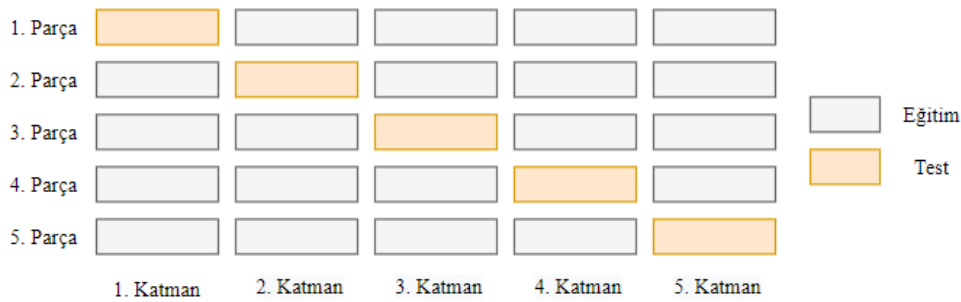 1. Parça
2. Parça
3. Parça
4. Parça
5. Parça
Eğitim
Test
1. Katman
2. Katman
3. Katman
4. Katman
5. Katman